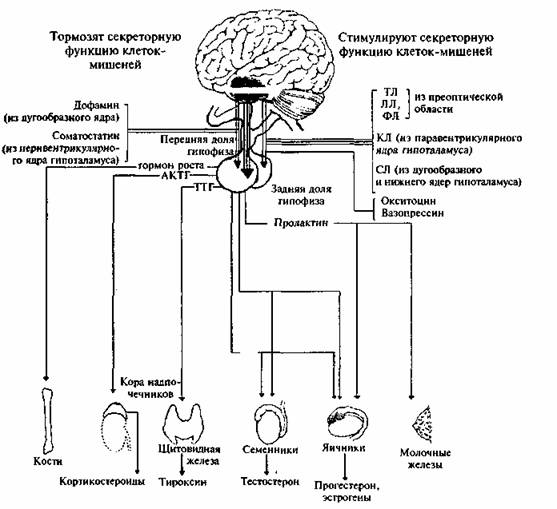 Тормозят секреторную
функцию клеток-
мишеней
Стимулируют секреторную
функцию клеток-мишеней
ТЛ
ЛЛ,
ФЛ
из преоптической
области
Дофамин
(из дугообразного ядра)
Соматостатин
(из перивентрикулярно-
го ядра гипоталамуса)
Передняя доля
гипофиза
КЛ (из паравентрикулярного
ядра гипоталамуса)
СЛ (из дугообразного
и нижнего ядер гипоталамуса)
Окситоцин
Вазопрессин
гормон роста
АКТГ
ТТГ
Задняя доля
гипофиза
Пролактин
Кора надпо-
чечников
Кости
Щитовидная
железа
Семенники
Яичники
Молочные
железы
Кортикостероиды
Тироксин
Тестостерон
Прогестерон,
эстрогены